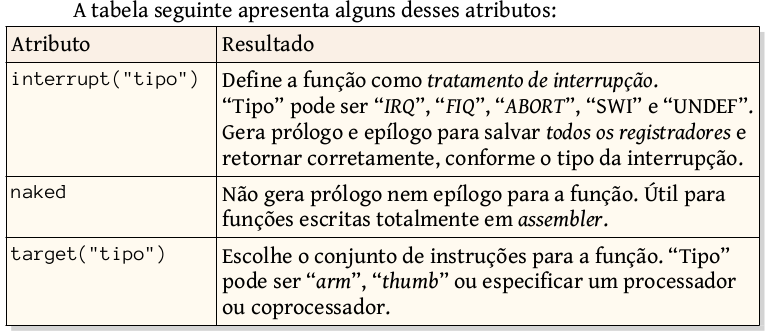 A tabela seguinte apresenta alguns desses atributos:
Atributo Resultado
interrupt("tipo") Define a função como tratamento de interrupção.
“Tipo” pode ser “IRQ”, “FIQ”, “ABORT”, “SWI” e “UNDEF”.
Gera prólogo e epílogo para salvar todos os registradores e
retornar corretamente, conforme o tipo da interrupção.
naked Não gera prólogo nem epílogo para a função. Útil para
funções escritas totalmente em assembler.
target("tipo") Escolhe o conjunto de instruções para a função. “Tipo”
pode ser “arm”, “thumb” ou especificar um processador
ou coprocessador.